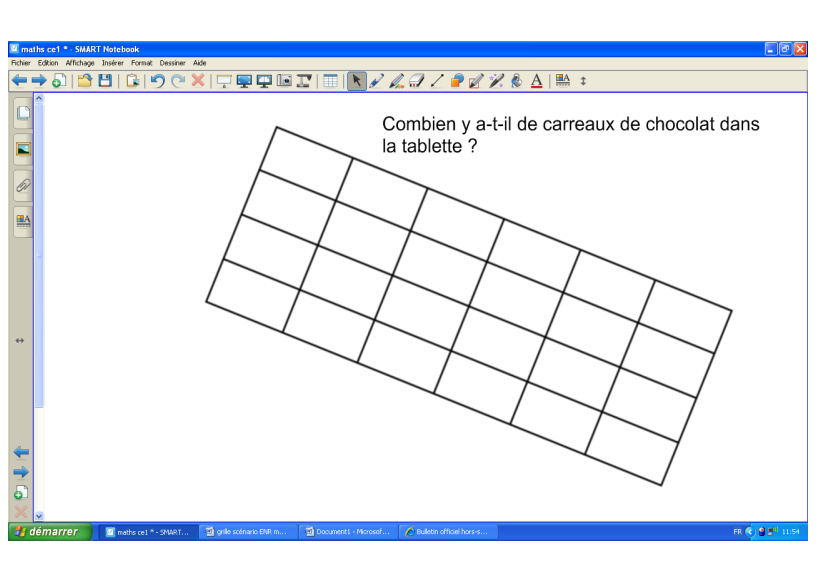 maths ce1 * - SMART Notebook
Fichier Edition Affichage Insérer Format Dessiner Aide
Combien y a-t-il de carreaux de chocolat dans
la tablette ?
démarrer maths ce1 * - SMART... grille scénario ENR m... Document1 - Microsof... Bulletin officiel hors-s... FR 11:54